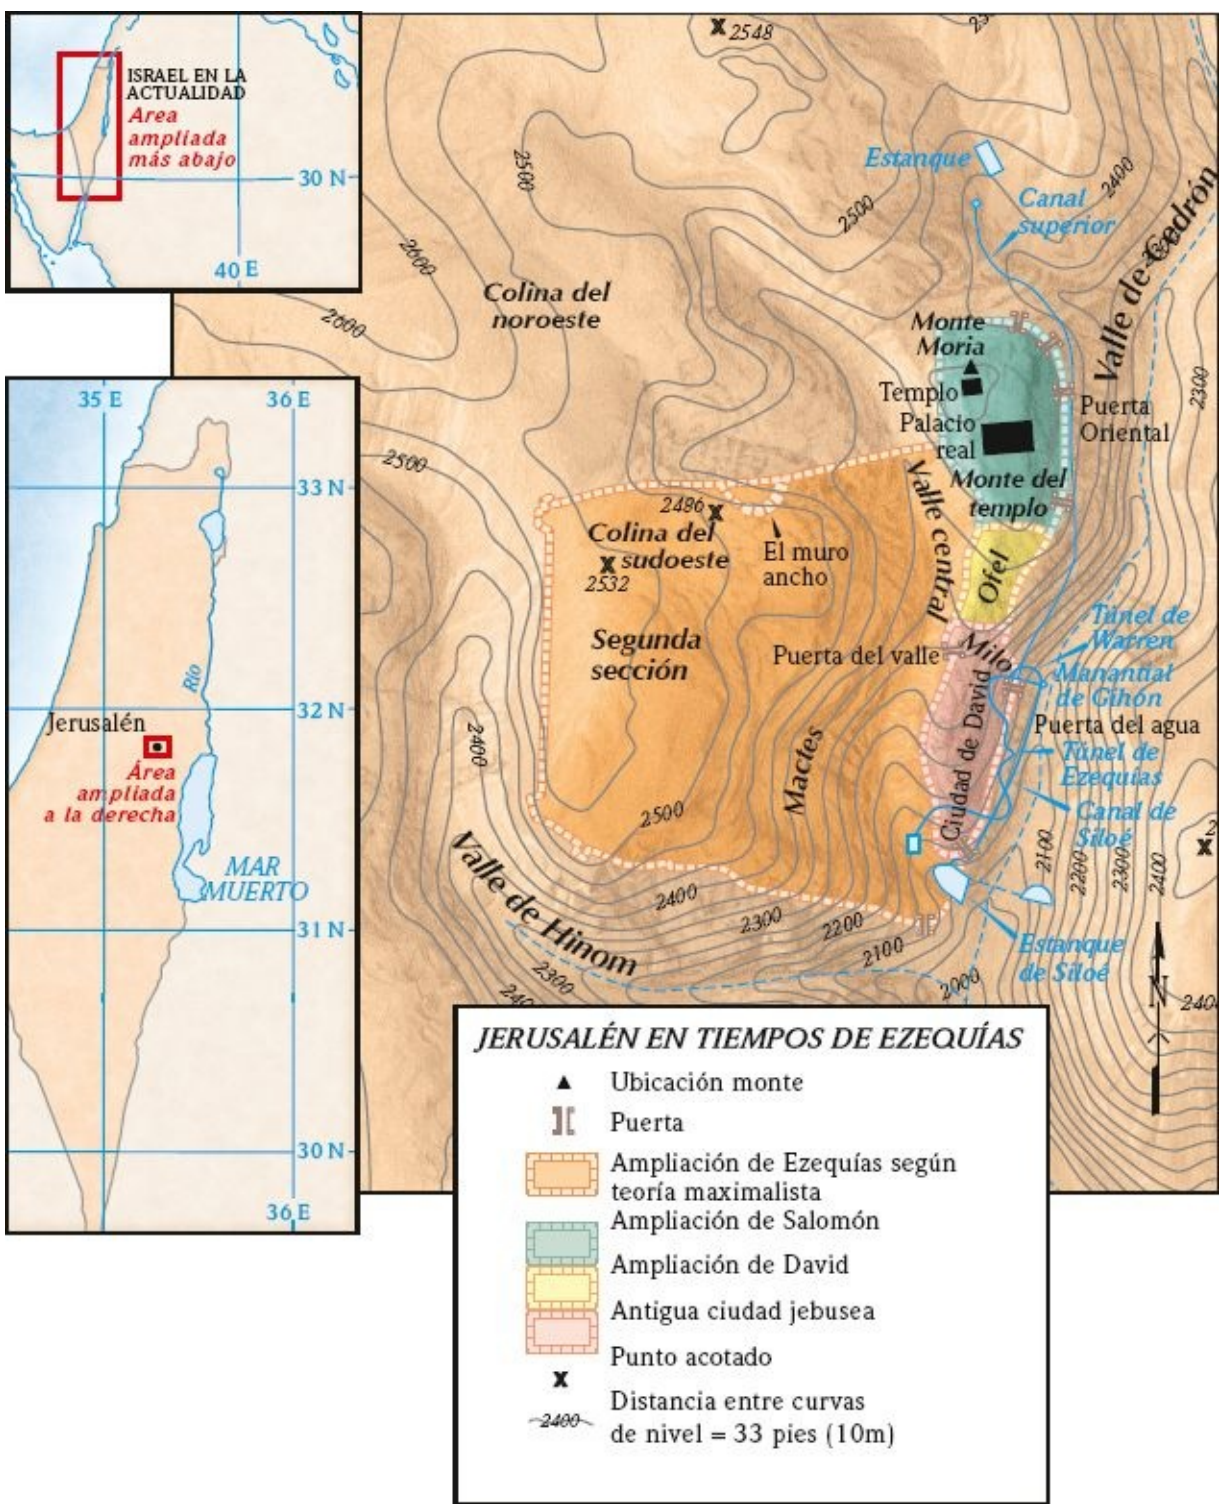 ISRAEL EN LA
ACTUALIDAD
Area
ampliada
más abajo
30 N
40 E
35 E
36 E
33 N
Río
32 N
Jerusalén
Área
ampliada
a la derecha
MAR
MUERTO
31 N
30 N
36 E
2548
2500
Estanque
2400
Canal
superior
2500
2600
Valle de Cedrón
Colina del
noroeste
2600
Monte
Moria
Templo
Palacio
real
Puerta
Oriental
2300
2500
Monte del
templo
Valle central
2486
Colina del
sudoeste
2532
El muro
ancho
Ofel
Túnel de
Warren
Segunda
sección
Puerta del valle
Milo
Manantial
de Gihón
Ciudad de David
Puerta del agua
Túnel de
Ezequías
2400
Mactes
2500
Canal de
Siloé
2100
2200
2300
2400
Valle de Hinom
2400
2300
2200
2100
Estanque
de Siloé
2300
2000
N
JERUSALÉN EN TIEMPOS DE EZEQUÍAS
Ubicación monte
Puerta
Ampliación de Ezequías según
teoría maximalista
Ampliación de Salomón
Ampliación de David
Antigua ciudad jebusea
Punto acotado
X
2400
Distancia entre curvas
de nivel = 33 pies (10m)